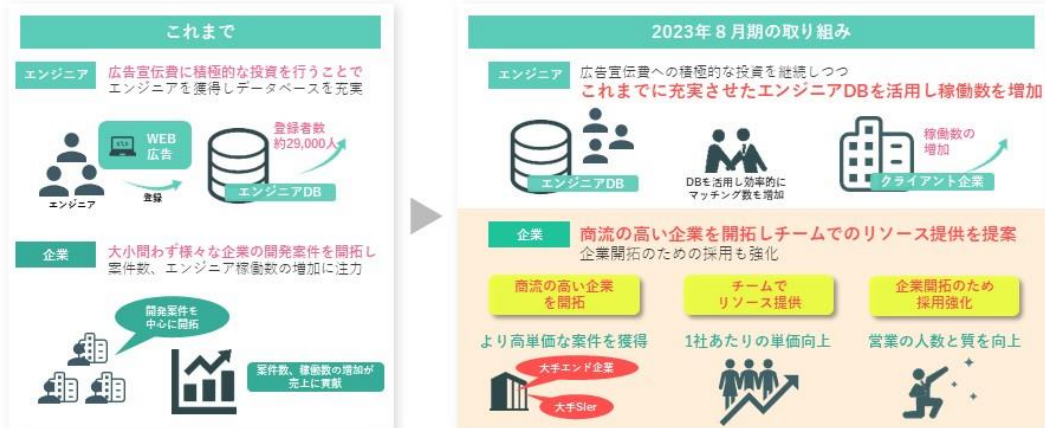 これまで
エンジニア
広告宣伝費に積極的な投資を行うことで
エンジニアを獲得しデータベースを充実
WEB
広告
登録者数
約29,000人
エンジニア
登録
エンジニアDB
企業
大小問わず様々な企業の開発案件を開拓し
案件数、エンジニア稼働数の増加に注力
開発案件を
中心に開拓
案件数、稼働数の増加が
売上に貢献
2023年8月期の取り組み
エンジニア
広告宣伝費への積極的な投資を継続しつつ
これまでに充実させたエンジニアDBを活用し稼働数を増加
エンジニアDB
DBを活用し効率的に
マッチング数も増加
稼働数の
増加
クライアント企業
企業
商流の高い企業を開拓しチームでのリソース提供を提案
企業開拓のための採用も強化
商流の高い企業
を開拓
チームで
リソース提供
企業開拓のため
採用強化
より高単価な案件を獲得
1社あたりの単価向上
営業の人数と質を向上
大手エンド企業
大手SIer